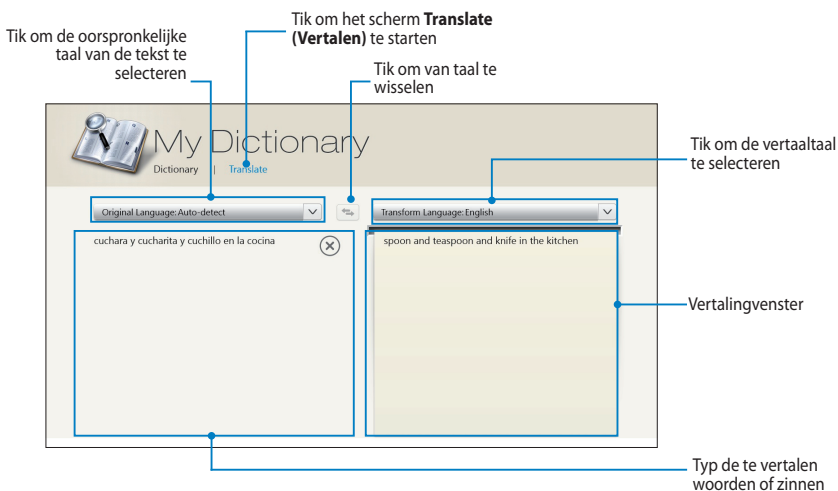 Tik om het scherm Translate
(Vertalen) te starten
Tik om de oorspronkelijke
taal van de tekst te
selecteren
Tik om van taal te
wisselen
My Dictionary
Dictionary | Translate
Tik om de vertaaltaal
te selecteren
Original Language: Auto-detect
Transform Language: English
cuchara y cucharita y cuchillo en la cocina
spoon and teaspoon and knife in the kitchen
Vertalingvenster
Typ de te vertalen
woorden of zinnen